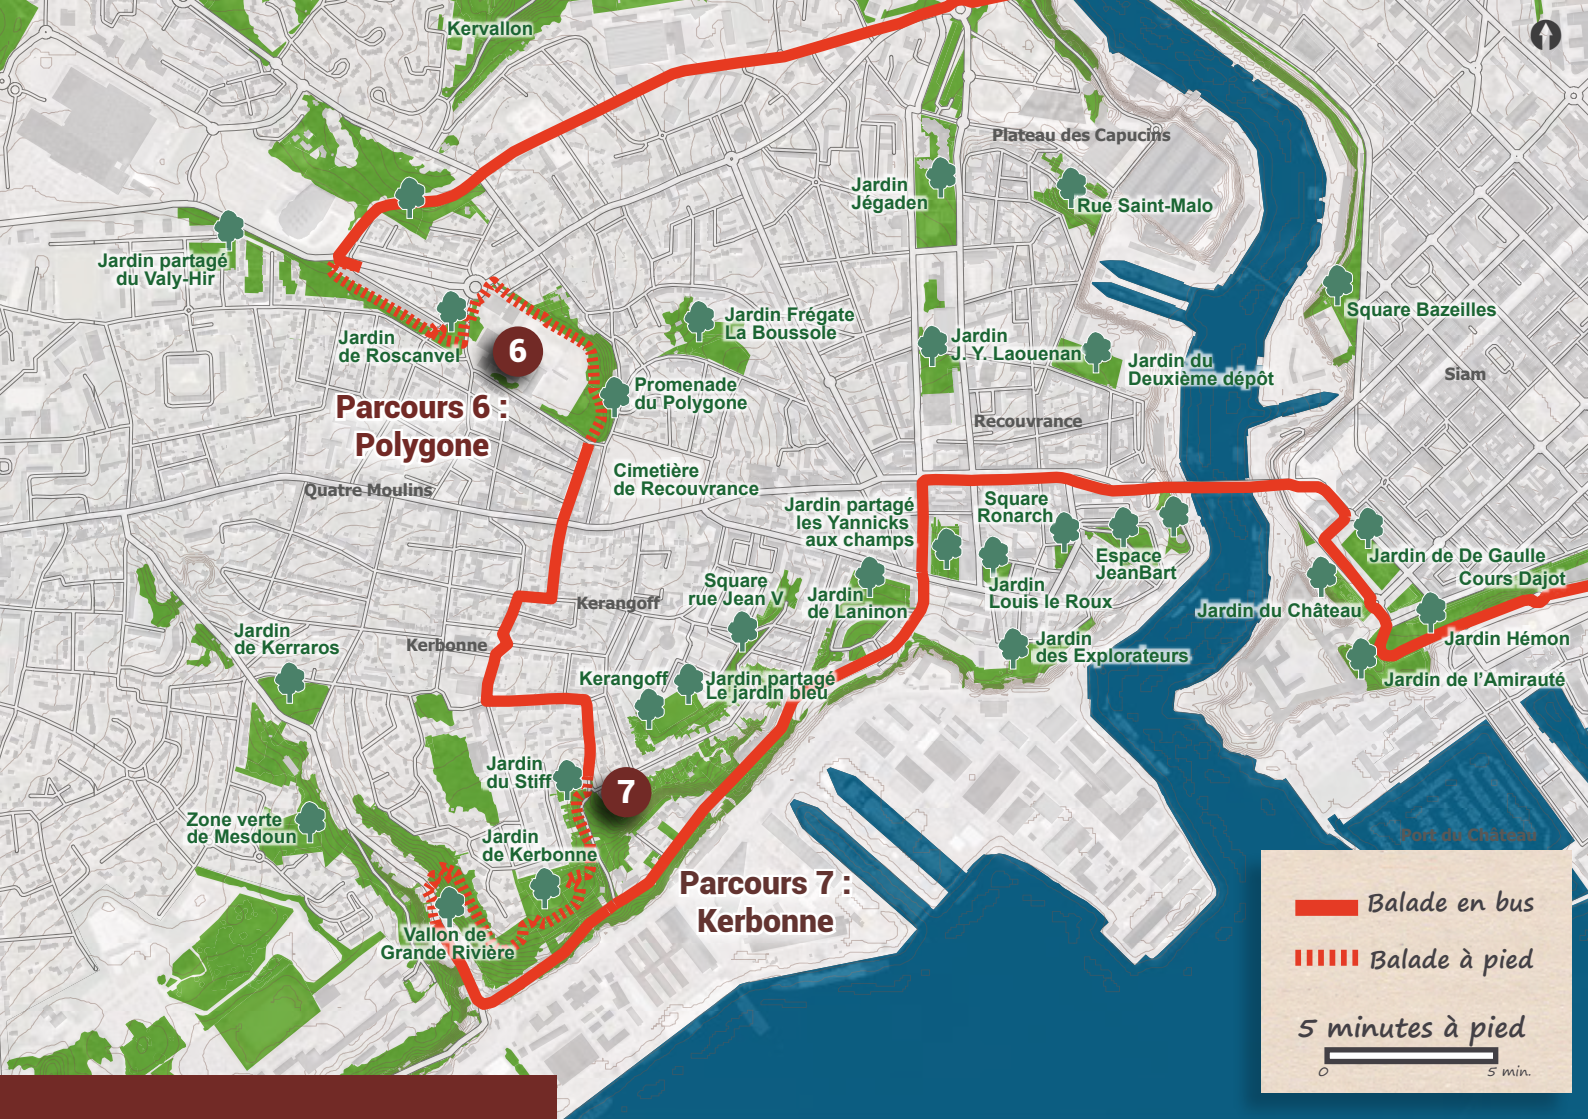 Kervallon
Plateau des Capucins
Jardin
Jégaden
Rue Saint-Malo
Jardin partagé
du Valy-Hir
Square Bazeilles
Jardin Frégate
La Boussole
Jardin
de Roscanvel
6
Jardin
J. Y. Laouenan
Jardin du
Deuxième dépôt
Siam
Promenade
du Polygone
Parcours 6 :
Polygone
Recouvrance
Cimetière
de Recouvrance
Quatre Moulins
Jardin partagé
les Yannicks
aux champs
Square
Ronarch
Espace
JeanBart
Jardin de De Gaulle
Cours Dajot
Square
rue Jean V
Jardin
de Laninon
Jardin
Louis le Roux
Jardin du Château
Kerangoff
Jardin
de Kerraros
Kerbonne
Jardin
des Explorateurs
Jardin Hémon
Kerangoff
Jardin partagé
Le jardin bleu
Jardin de l'Amirauté
Jardin
du Stiff
7
Zone verte
de Mesdoun
Jardin
de Kerbonne
Port du Château
Parcours 7 :
Kerbonne
Vallon de
Grande Rivière
Balade en bus
Balade à pied
5 minutes à pied
0 5 min.